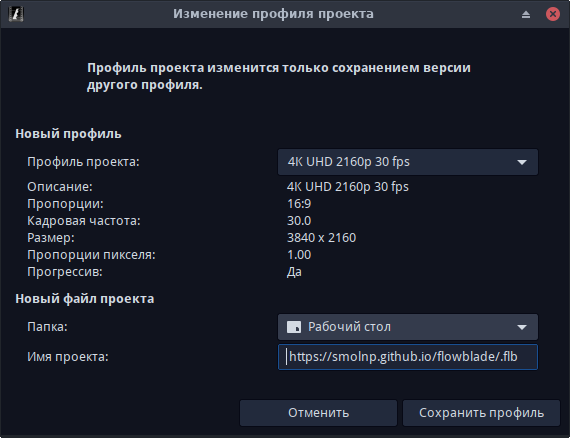 Изменение профиля проекта
Профиль проекта изменится только сохранением версии
другого профиля.
Новый профиль
Профиль проекта: 4K UHD 2160p 30 fps
Описание: 4K UHD 2160p 30 fps
Пропорции: 16:9
Кадровая частота: 30.0
Размер: 3840 x 2160
Пропорции пикселя: 1.00
Прогрессив: Да
Новый файл проекта
Папка: Рабочий стол
Имя проекта: https://smolnp.github.io/flowblade/.flb
Отменить Сохранить профиль